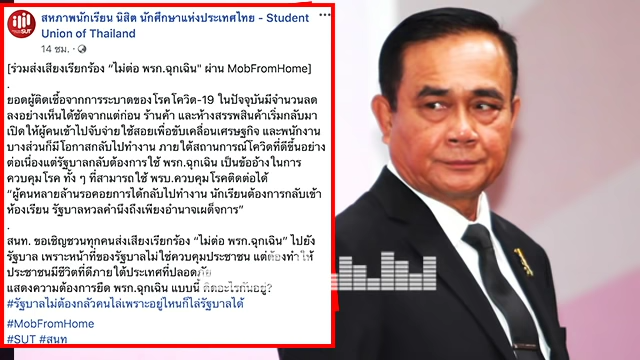 สหภาพนักเรียน นิสิต นักศึกษาแห่งประเทศไทย - Student
Union of Thailand
14 ชม. ·
[ร่วมส่งเสียงเรียกร้อง "ไม่ต่อ พรก.ฉุกเฉิน" ผ่าน MobFromHome]
.
ยอดผู้ติดเชื้อจากการระบาดของโรคโควิด-19 ในปัจจุบันมีจำนวนลด
ลงอย่างเห็นได้ชัดจากแต่ก่อน ร้านค้า และห้างสรรพสินค้าเริ่มกลับมา
เปิดให้ผู้คนเข้าไปจับจ่ายใช้สอยเพื่อขับเคลื่อนเศรษฐกิจ และพนักงาน
บางส่วนก็มีโอกาสกลับไปทำงาน ภายใต้สถานการณ์โควิดที่ดีขึ้นอย่าง
ต่อเนื่องแต่รัฐบาลกลับต้องการใช้ พรก.ฉุกเฉิน เป็นข้ออ้างในการ
ควบคุมโรค ทั้ง ๆ ที่สามารถใช้ พรบ.ควบคุมโรคติดต่อได้
"ผู้คนหลายล้านรอคอยการได้กลับไปทำงาน นักเรียนต้องการกลับเข้า
ห้องเรียน รัฐบาลหวลคำนึงถึงเพียงอำนาจเผด็จการ"
.
สนท. ขอเชิญชวนทุกคนส่งเสียงเรียกร้อง "ไม่ต่อ พรก.ฉุกเฉิน" ไปยัง
รัฐบาล เพราะหน้าที่ของรัฐบาลไม่ใช่ควบคุมประชาชน แต่ต้องทำให้
ประชาชนมีชีวิตที่ดีภายใต้ประเทศที่ปลอดภัย
แสดงความต้องการยืด พรก.ฉุกเฉิน แบบนี้ คิดอะไรกันอยู่?
#รัฐบาลไม่ต้องกลัวคนไล่เพราะอยู่ไหนก็ไล่รัฐบาลได้
#MobFromHome
#SUT #สนท